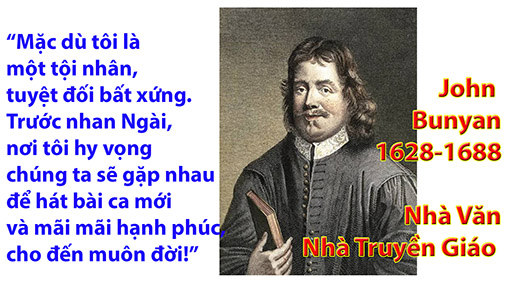 “Mặc dù tôi là
một tội nhân,
tuyệt đối bất xứng.
Trước nhan Ngài,
nơi tôi hy vọng
chúng ta sẽ gặp nhau
để hát bài ca mới
và mãi mãi hạnh phúc,
cho đến muôn đời!”
John
Bunyan
1628-1688
Nhà Văn
Nhà Truyền Giáo